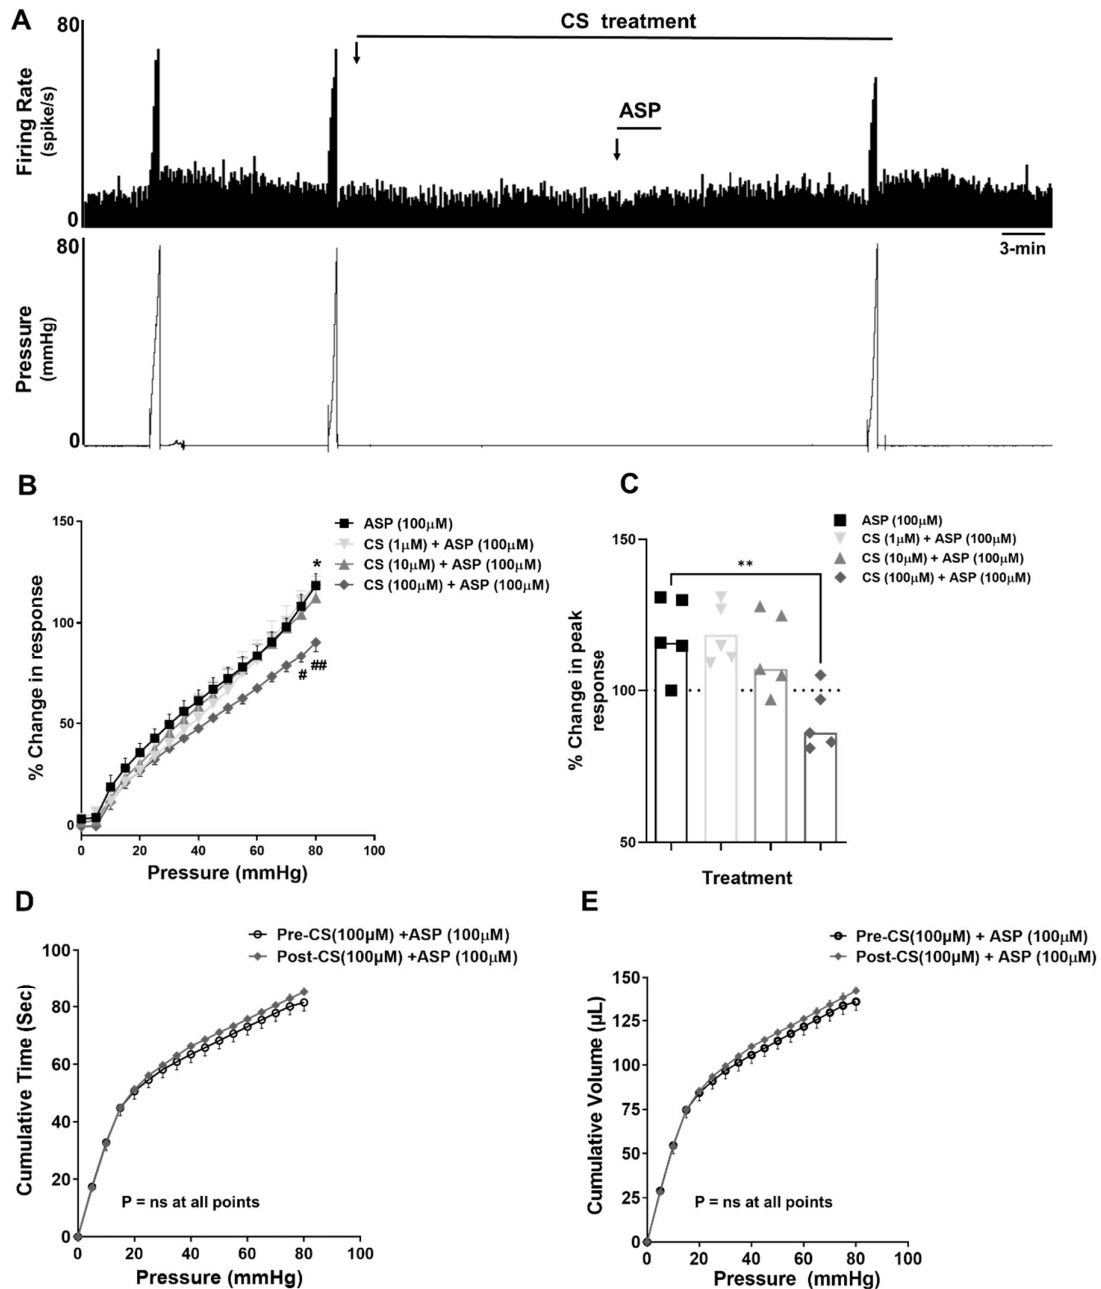 A
80
CS treatment
Firing Rate
(spike/s)
ASP
0
3-min
80
Pressure
(mmHg)
0
B
150
ASP (100μM)
CS (1μM) + ASP (100μM)
CS (10μM) + ASP (100μM)
CS (100μM) + ASP (100μM)
*
100
% Change in response
##
#
50
0
0 20 40 60 80 100
Pressure (mmHg)
C
ASP (100μM)
CS (1μM) + ASP (100μM)
CS (10μM) + ASP (100μM)
CS (100μM) + ASP (100μM)
150
**
% Change in peak
response
100
50
Treatment
D
Pre-CS(100μM) +ASP (100μM)
Post-CS(100μM) +ASP (100μM)
100
80
60
40
20
0
Cumulative Time (Sec)
P = ns at all points
0 20 40 60 80 100
Pressure (mmHg)
E
Pre-CS(100μM) + ASP (100μM)
Post-CS(100μM) + ASP (100μM)
150
125
100
75
50
25
0
Cumulative Volume (μL)
P = ns at all points
0 20 40 60 80 100
Pressure (mmHg)